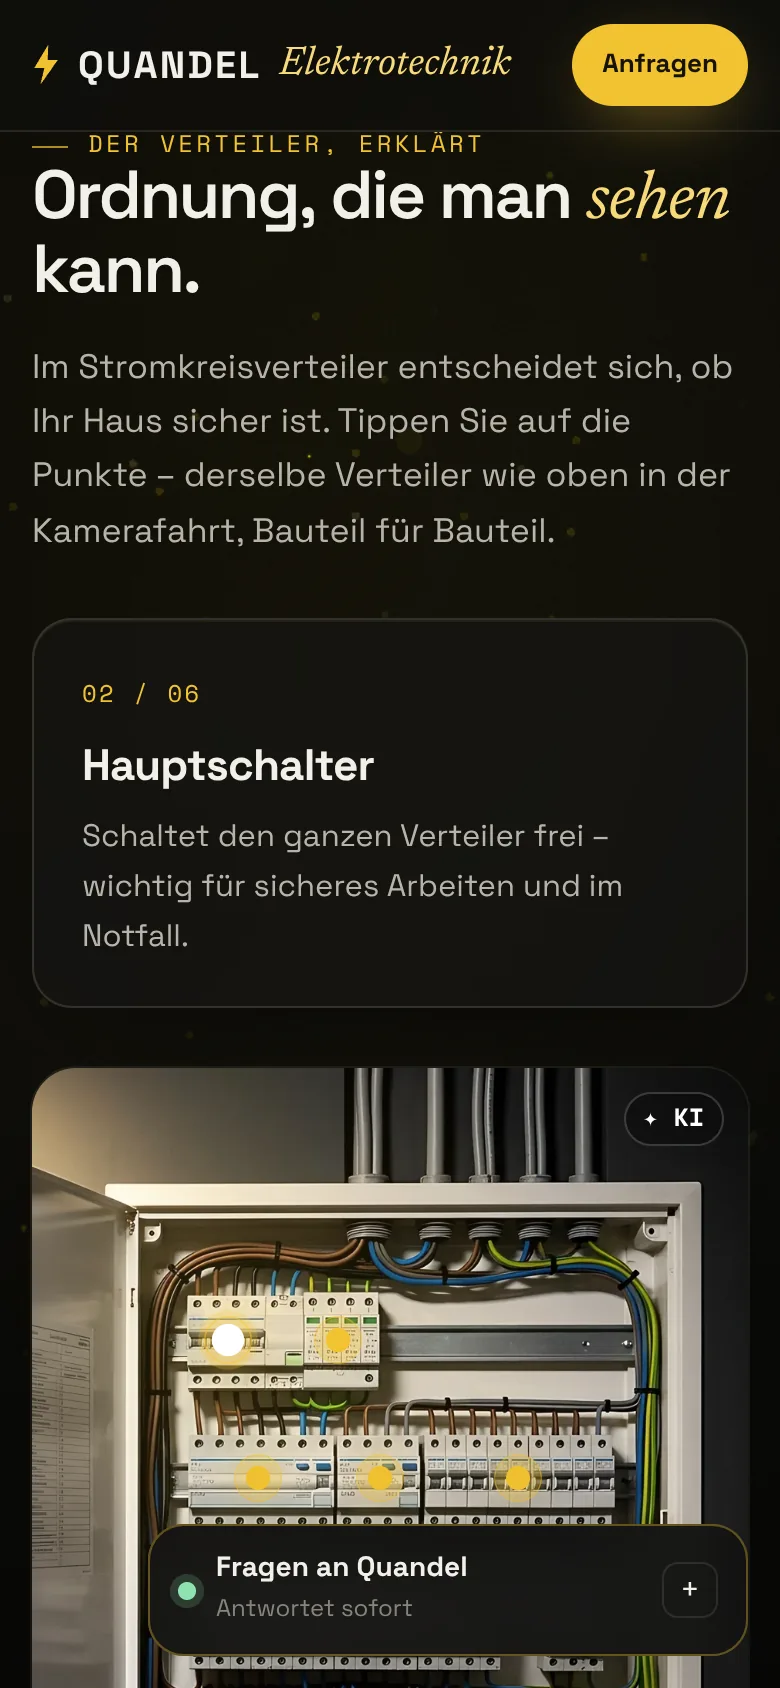 QUANDEL Elektrotechnik
Anfragen
DER VERTEILER, ERKLÄRT
Ordnung, die man sehen
kann.
Im Stromkreisverteiler entscheidet sich, ob
Ihr Haus sicher ist. Tippen Sie auf die
Punkte – derselbe Verteiler wie oben in der
Kamerafahrt, Bauteil für Bauteil.
02 / 06
Hauptschalter
Schaltet den ganzen Verteiler frei –
wichtig für sicheres Arbeiten und im
Notfall.
✦ KI
Fragen an Quandel
Antwortet sofort
+